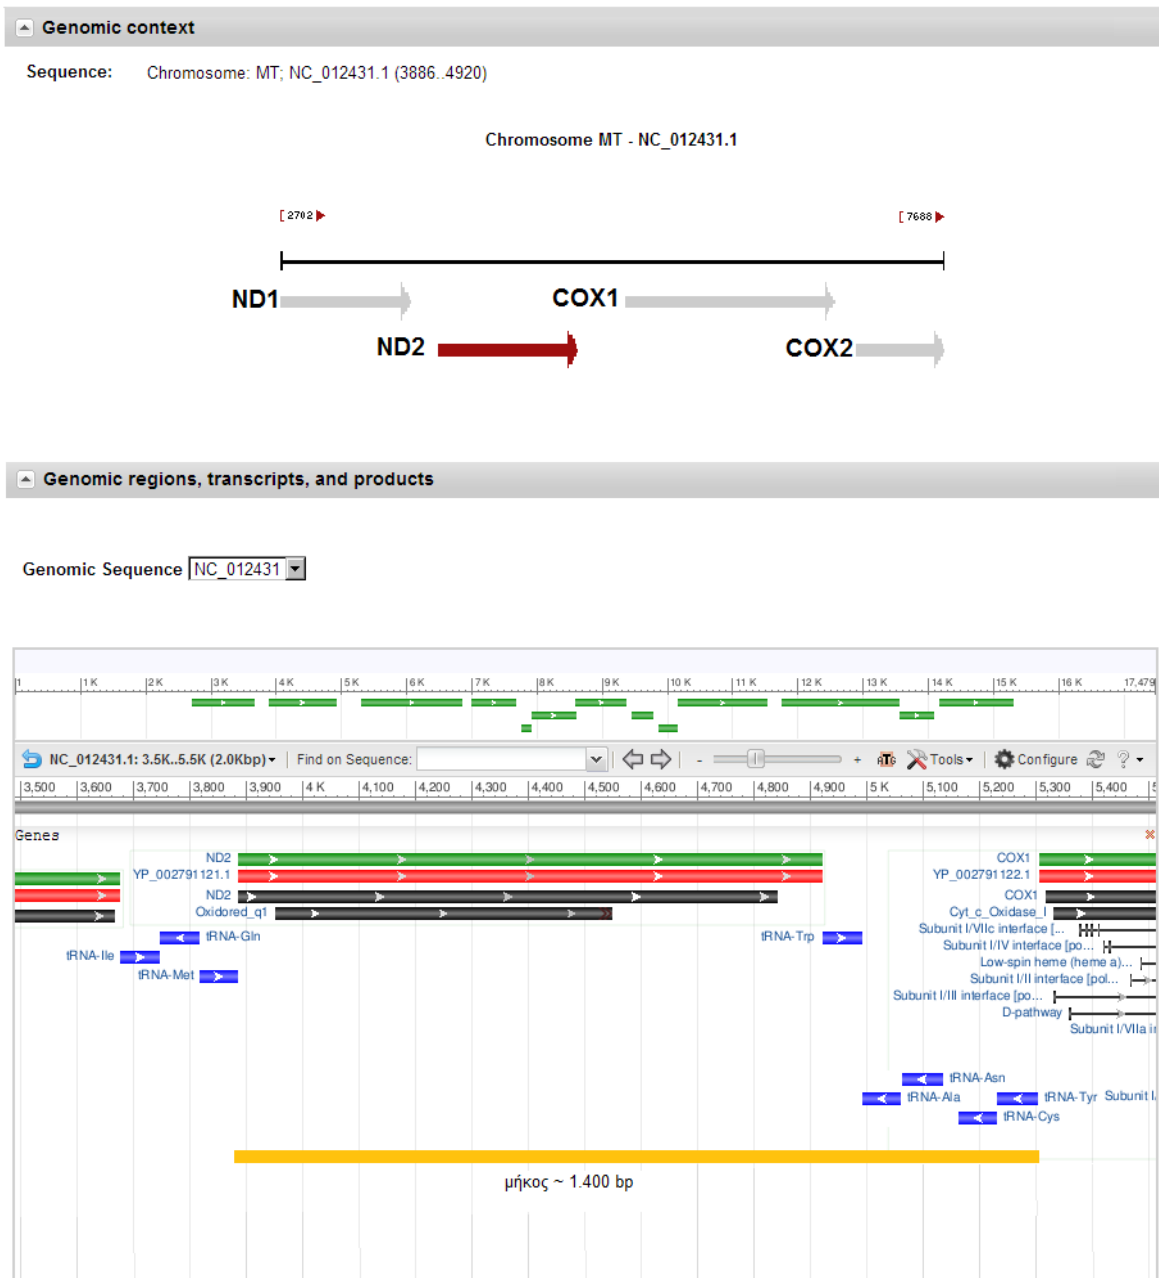 Genomic context
Sequence: Chromosome: MT; NC_012431.1 (3886..4920)
Chromosome MT - NC_012431.1
[ 2702 [ 7688
ND1 COX1
ND2 COX2
Genomic regions, transcripts, and products
Genomic Sequence NC_012431
1 1 K 2 K 3 K 4 K 5 K 6 K 7 K 8 K 9 K 10 K 11 K 12 K 13 K 14 K 15 K 16 K 17,479
NC_012431.1: 3.5K..5.5K (2.0Kbp) Find on Sequence: - + ATG Tools Configure ?
3,500 3,600 3,700 3,800 3,900 4 K 4,100 4,200 4,300 4,400 4,500 4,600 4,700 4,800 4,900 5 K 5,100 5,200 5,300 5,400
Genes
ND2 COX1
YP_002791121.1 YP_002791122.1
ND2 COX1
Oxidored_q1 Cyt_c_Oxidase_I
Subunit I/VIIc interface [...
tRNA-Gln tRNA-Trp
Subunit I/IV interface [po...
tRNA-Ile
Low-spin heme (heme a)...
tRNA-Met Subunit I/II interface [pol...
Subunit I/III interface [po...
D-pathway
Subunit I/VIIa in
tRNA-Asn
tRNA-Ala tRNA-Tyr Subunit I
tRNA-Cys
μήκος ~ 1.400 bp